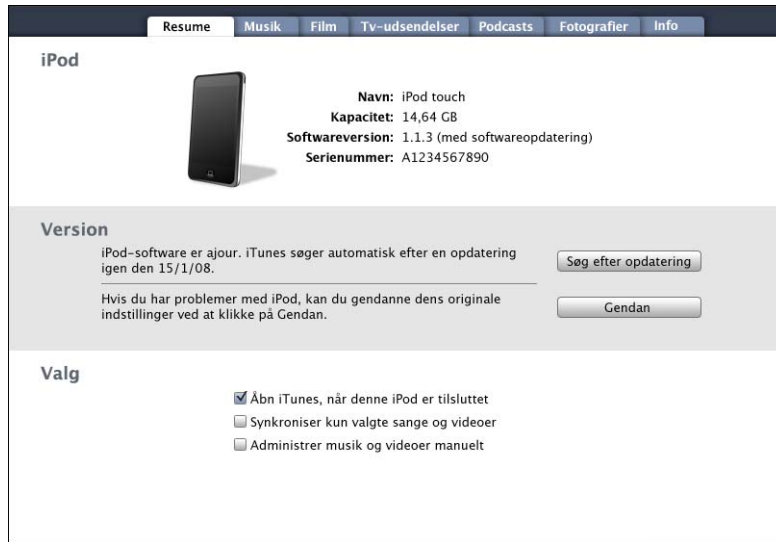 Resume Musik Film Tv-udsendelser Podcasts Fotografier Info
iPod
Navn: iPod touch
Kapacitet: 14,64 GB
Softwareversion: 1.1.3 (med softwareopdatering)
Serienummer: A1234567890
Version
iPod-software er ajour. iTunes søger automatisk efter en opdatering
igen den 15/1/08.
Søg efter opdatering
Hvis du har problemer med iPod, kan du gendanne dens originale
indstillinger ved at klikke på Gendan.
Gendan
Valg
Åbn iTunes, når denne iPod er tilsluttet
Synkroniser kun valgte sange og videoer
Administrer musik og videoer manuelt